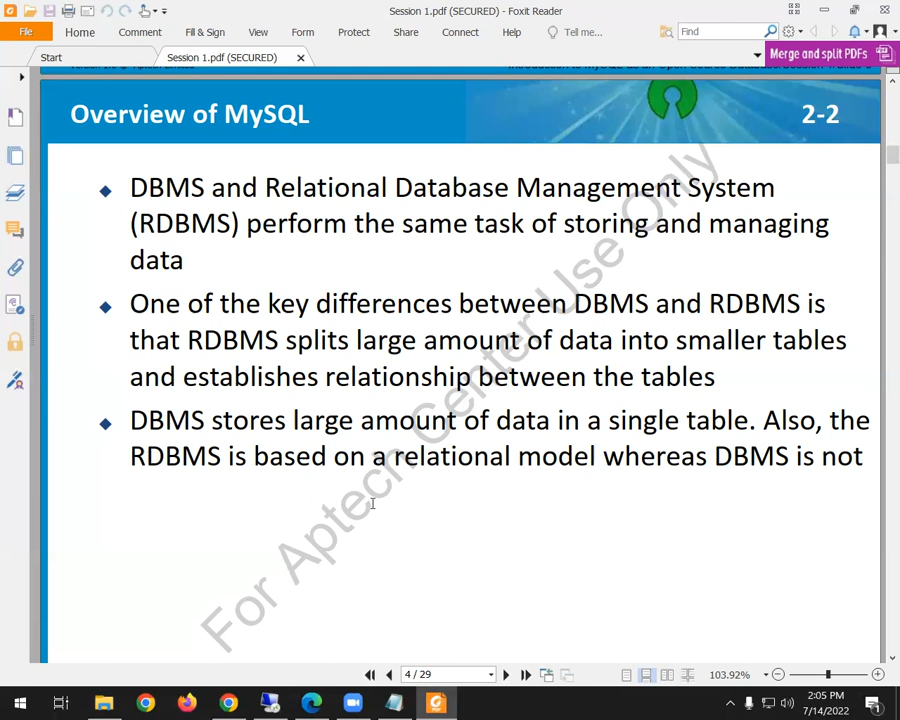 Session 1.pdf (SECURED) - Foxit Reader
File Home Comment Fill & Sign View Form Protect Share Connect Help Tell me... Find
Start Session 1.pdf (SECURED) Merge and split PDFs
Overview of MySQL 2-2
DBMS and Relational Database Management System
(RDBMS) perform the same task of storing and managing
data
One of the key differences between DBMS and RDBMS is
that RDBMS splits large amount of data into smaller tables
and establishes relationship between the tables
DBMS stores large amount of data in a single table. Also, the
RDBMS is based on a relational model whereas DBMS is not
For Aptech Center Use Only
4 / 29 103.92%
2:05 PM
7/14/2022 1